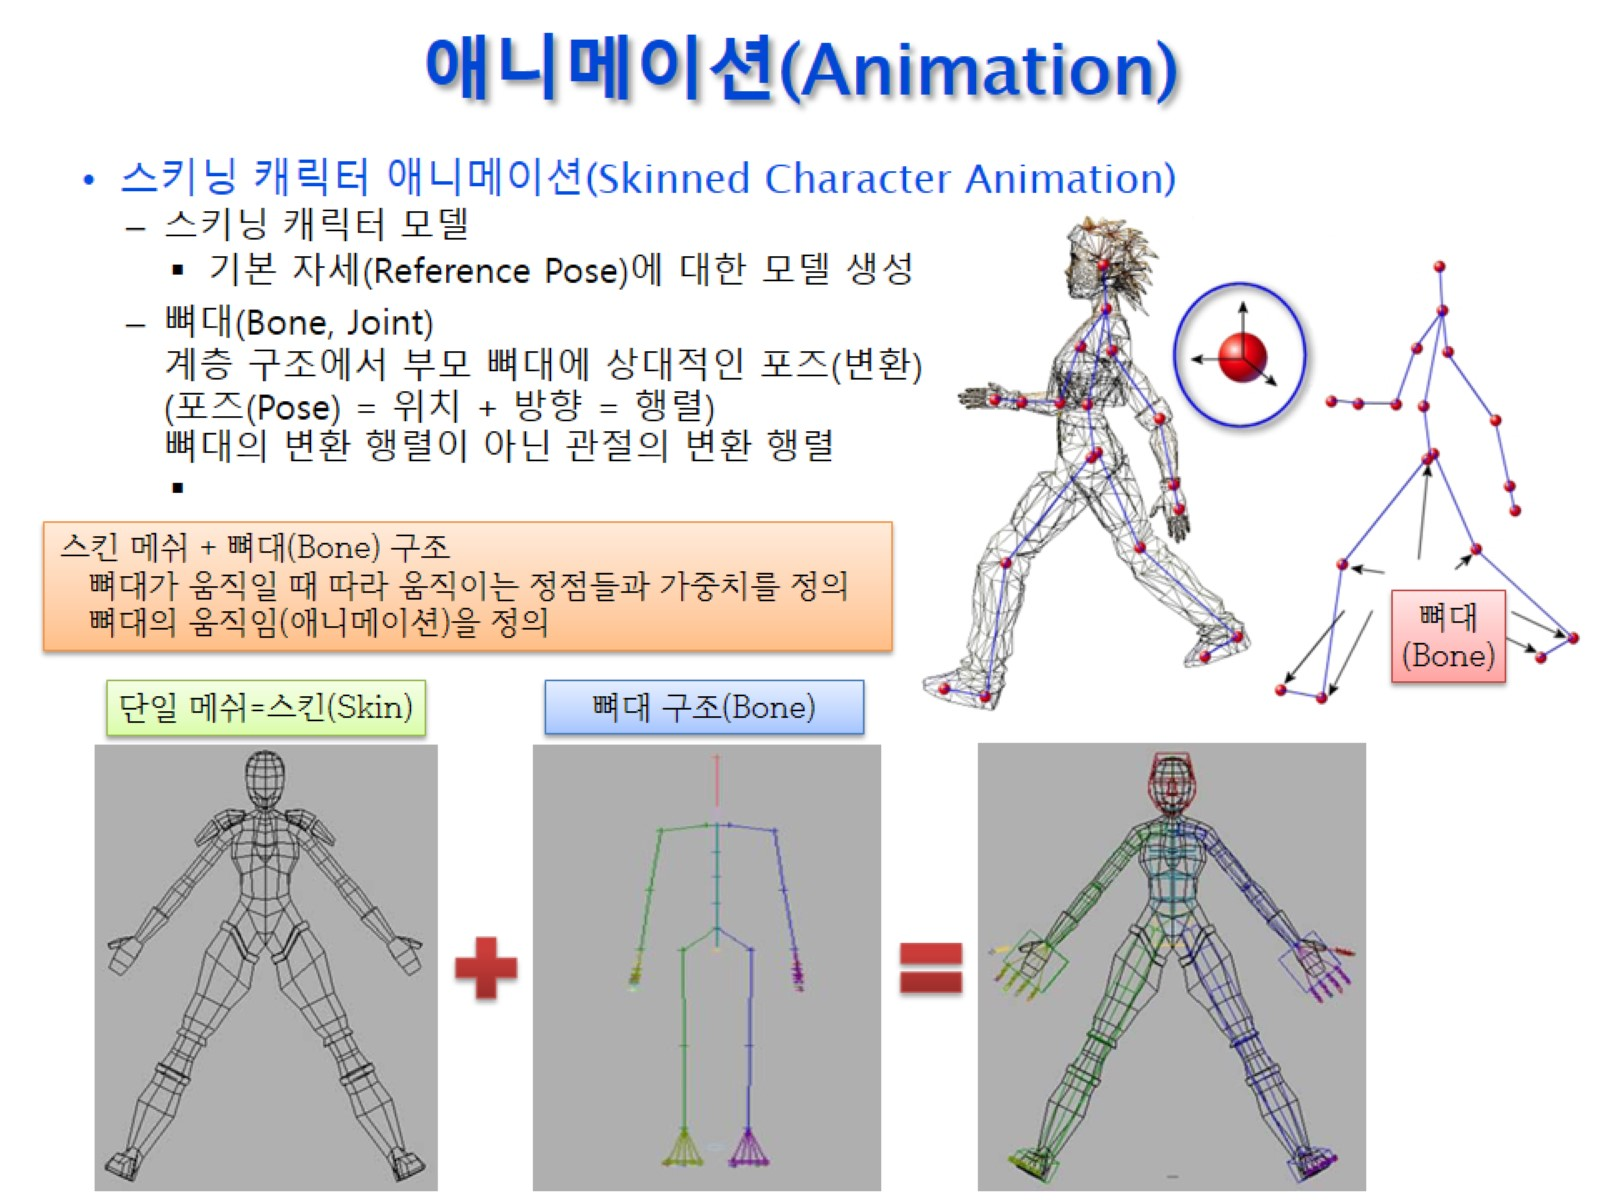 애니메이션(Animation)
• 스키닝 캐릭터 애니메이션(Skinned Character Animation)
– 스키닝 캐릭터 모델
▪ 기본 자세(Reference Pose)에 대한 모델 생성
– 뼈대(Bone, Joint)
계층 구조에서 부모 뼈대에 상대적인 포즈(변환)
(포즈(Pose) = 위치 + 방향 = 행렬)
뼈대의 변환 행렬이 아닌 관절의 변환 행렬
▪
스킨 메쉬 + 뼈대(Bone) 구조
뼈대가 움직일 때 따라 움직이는 정점들과 가중치를 정의
뼈대의 움직임(애니메이션)을 정의
뼈대
(Bone)
단일 메쉬=스킨(Skin)
뼈대 구조(Bone)